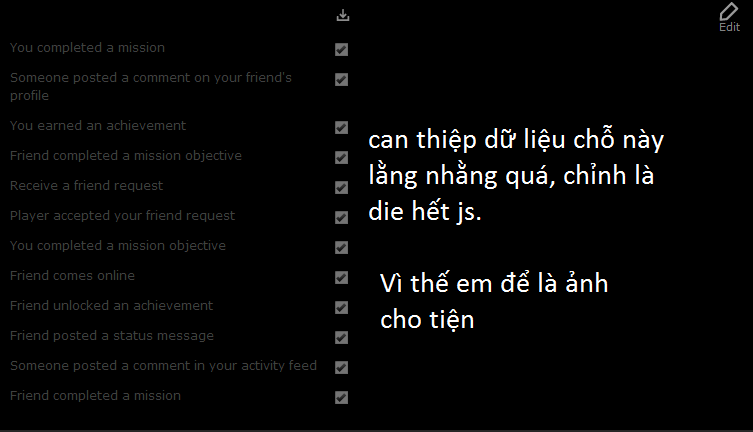 Edit
You completed a mission
Someone posted a comment on your friend's
profile
You earned an achievement
Friend completed a mission objective
Receive a friend request
Player accepted your friend request
You completed a mission objective
Friend comes online
Friend unlocked an achievement
Friend posted a status message
Someone posted a comment in your activity feed
Friend completed a mission
can thiệp dữ liệu chỗ này
lằng nhằng quá, chỉnh là
die hết js.
Vì thế em để là ảnh
cho tiện